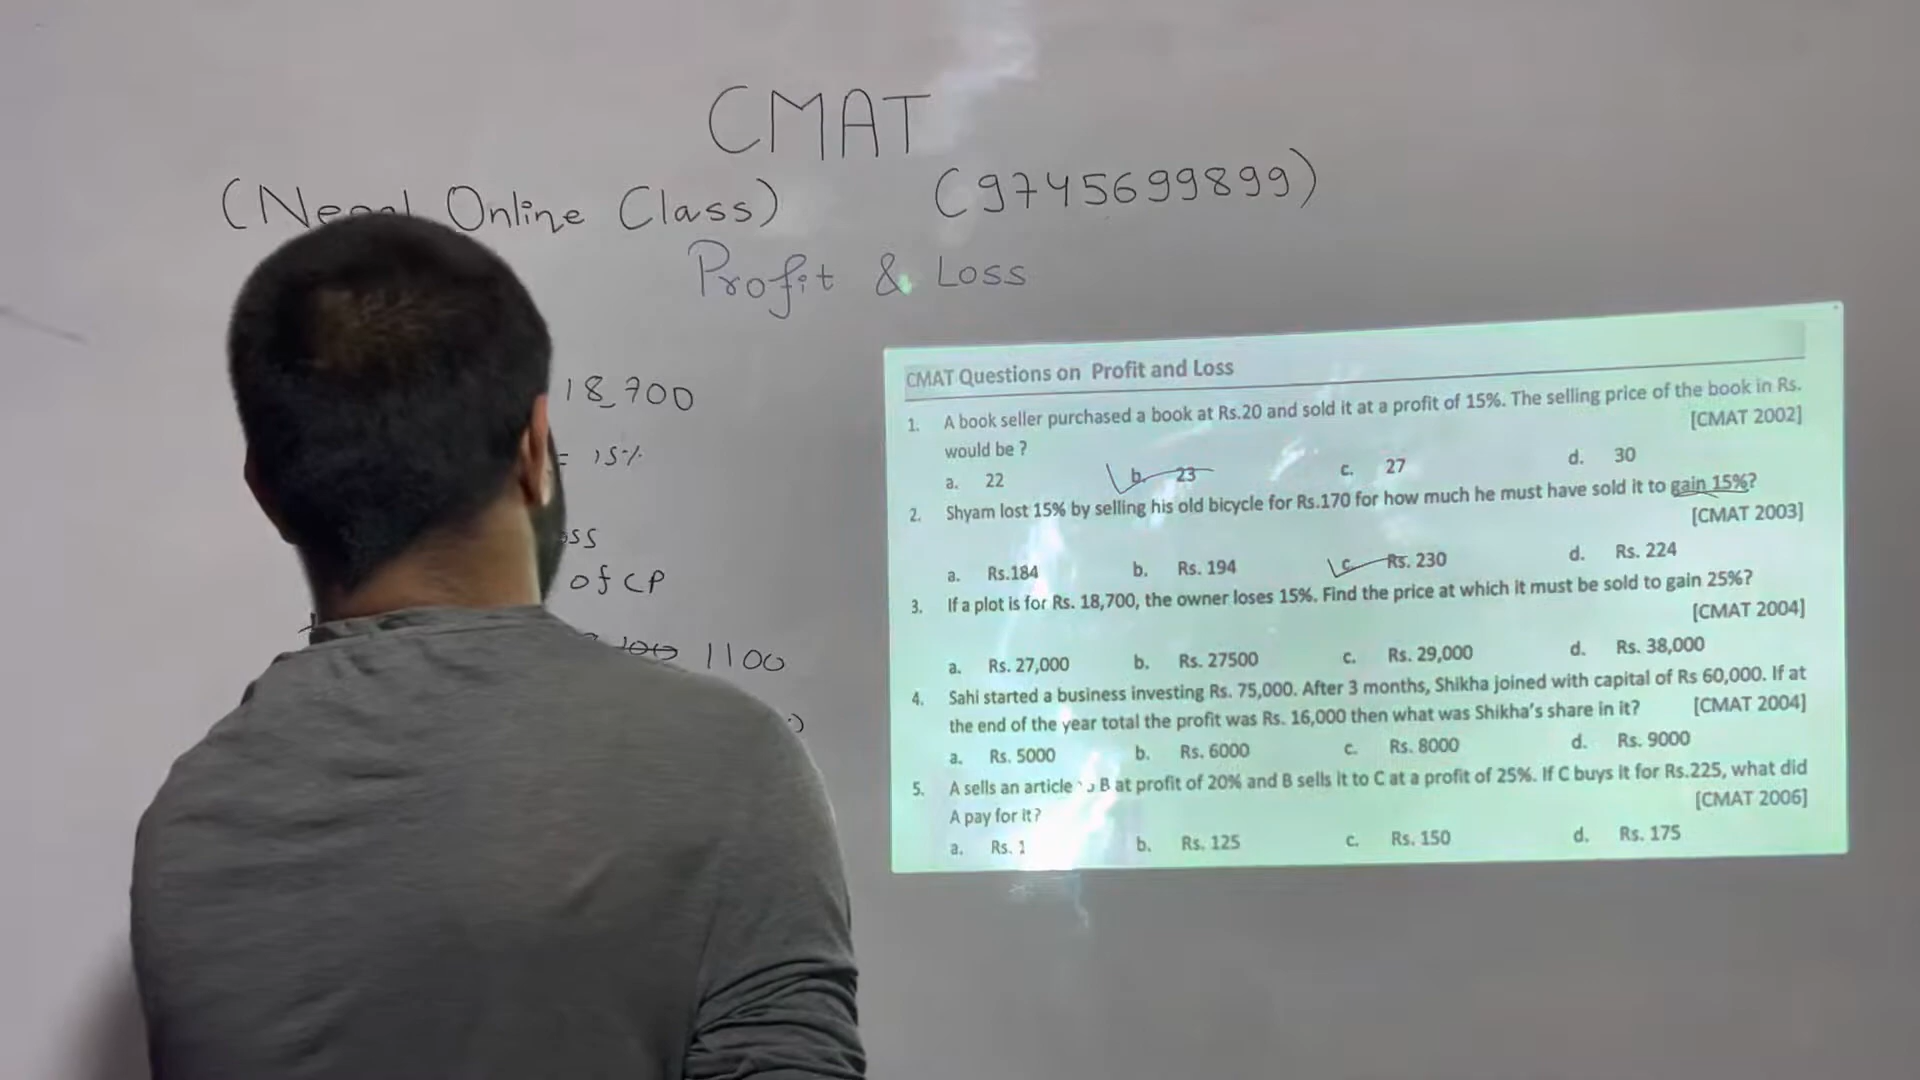 CMAT
Online Class) (9745699899)
Profit & Loss
18,700
= 15%
of CP
1100
CMAT Questions on Profit and Loss
1. A book seller purchased a book at Rs.20 and sold it at a profit of 15%. The selling price of the book in Rs.
would be ? [CMAT 2002]
a. 22 b. 23 c. 27 d. 30
2. Shyam lost 15% by selling his old bicycle for Rs.170 for how much he must have sold it to gain 15%?
[CMAT 2003]
a. Rs.184 b. Rs. 194 c. Rs. 230 d. Rs. 224
3. If a plot is for Rs. 18,700, the owner loses 15%. Find the price at which it must be sold to gain 25%?
[CMAT 2004]
a. Rs. 27,000 b. Rs. 27500 c. Rs. 29,000 d. Rs. 38,000
4. Sahi started a business investing Rs. 75,000. After 3 months, Shikha joined with capital of Rs 60,000. If at
the end of the year total the profit was Rs. 16,000 then what was Shikha's share in it? [CMAT 2004]
a. Rs. 5000 b. Rs. 6000 c. Rs. 8000 d. Rs. 9000
5. A sells an article B at profit of 20% and B sells it to C at a profit of 25%. If C buys it for Rs.225, what did
A pay for it? [CMAT 2006]
a. Rs. b. Rs. 125 c. Rs. 150 d. Rs. 175